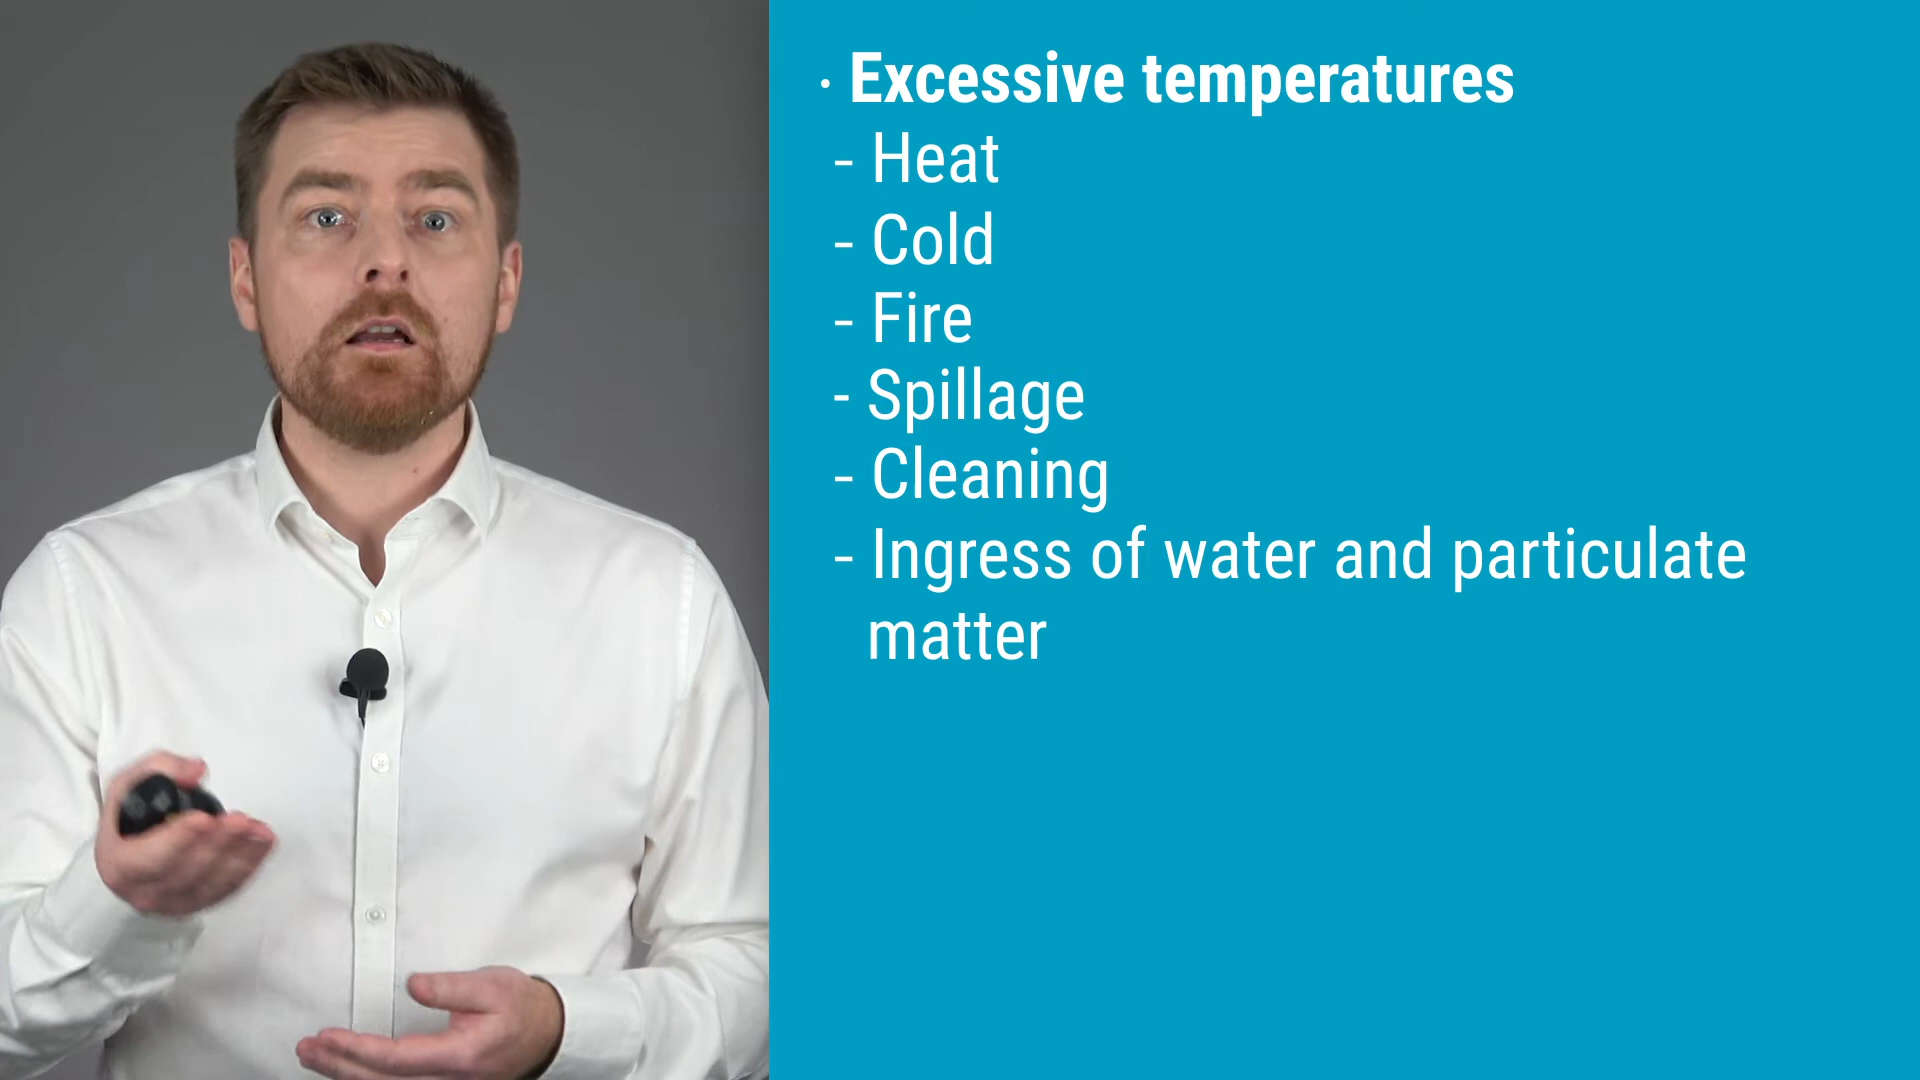 · Excessive temperatures
- Heat
- Cold
- Fire
- Spillage
- Cleaning
- Ingress of water and particulate
matter